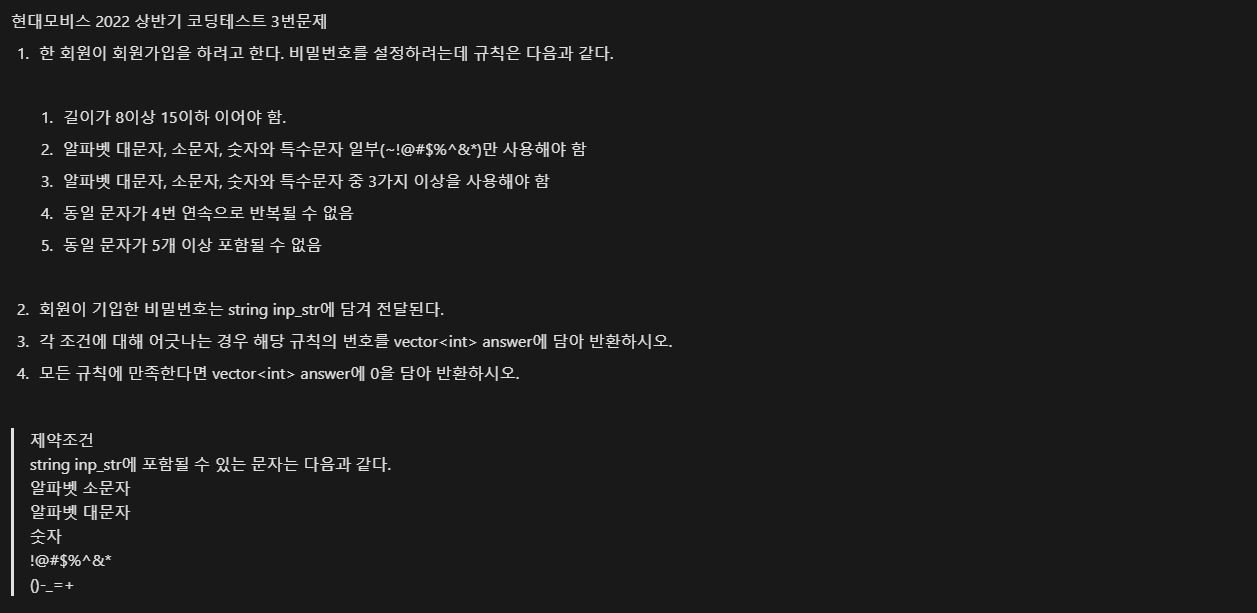 현대모비스 2022 상반기 코딩테스트 3번문제
1. 한 회원이 회원가입을 하려고 한다. 비밀번호를 설정하려는데 규칙은 다음과 같다.
1. 길이가 8이상 15이하 이어야 함.
2. 알파벳 대문자, 소문자, 숫자와 특수문자 일부(~!@#$%^&*)만 사용해야 함
3. 알파벳 대문자, 소문자, 숫자와 특수문자 중 3가지 이상을 사용해야 함
4. 동일 문자가 4번 연속으로 반복될 수 없음
5. 동일 문자가 5개 이상 포함될 수 없음
2. 회원이 기입한 비밀번호는 string inp_str에 담겨 전달된다.
3. 각 조건에 대해 어긋나는 경우 해당 규칙의 번호를 vector<int> answer에 담아 반환하시오.
4. 모든 규칙에 만족한다면 vector<int> answer에 0을 담아 반환하시오.
제약조건
string inp_str에 포함될 수 있는 문자는 다음과 같다.
알파벳 소문자
알파벳 대문자
숫자
!@#$%^&*
()-_=+